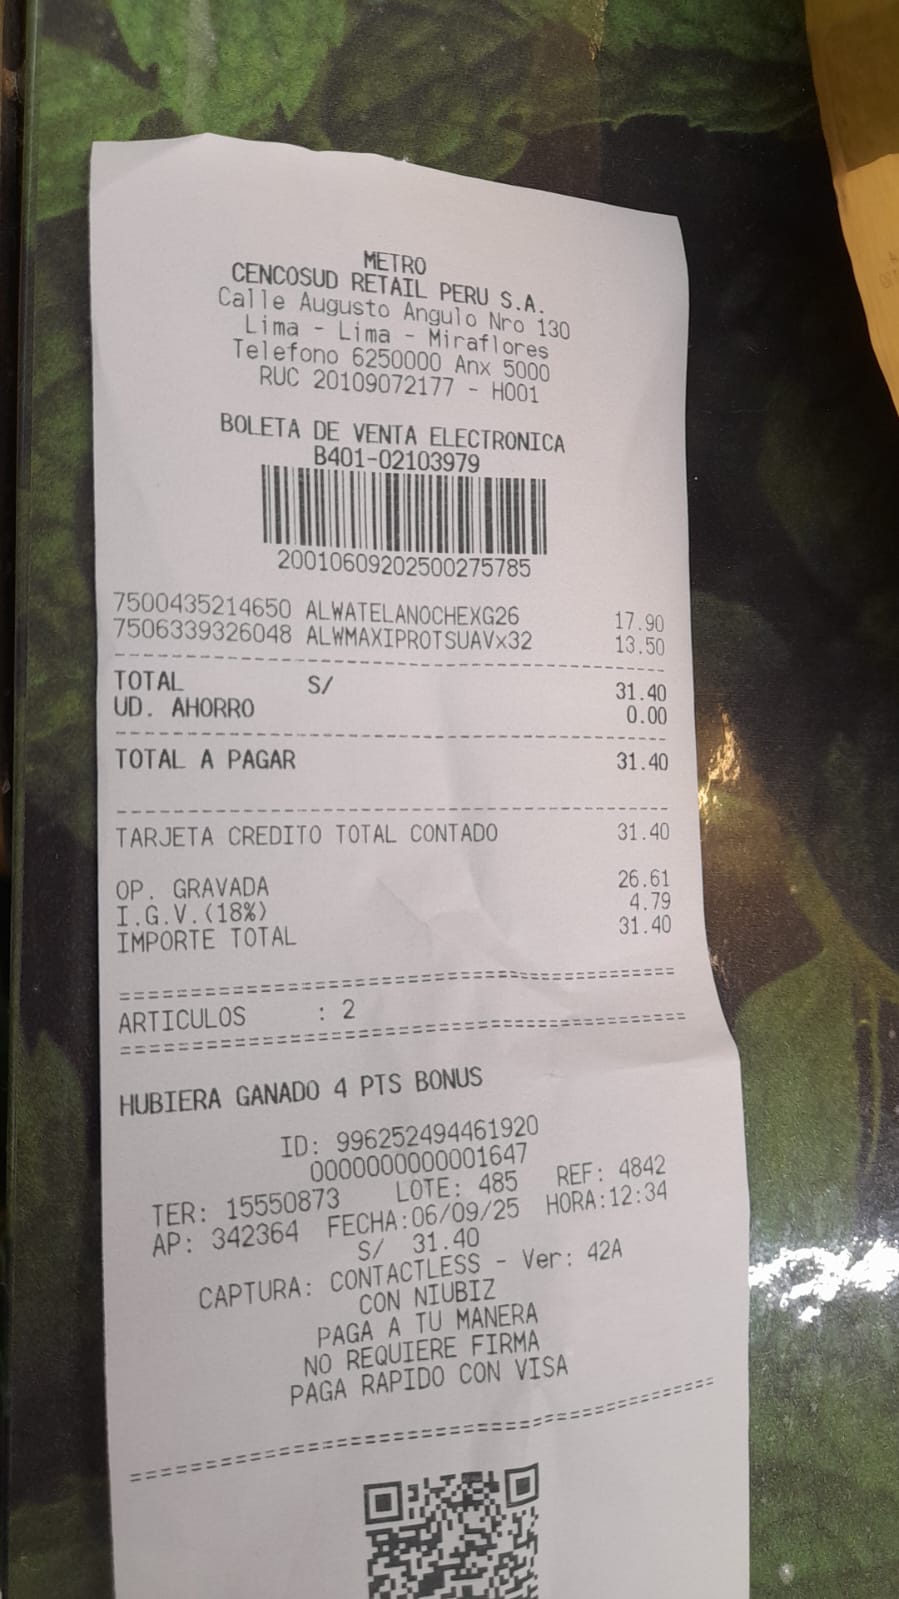 METRO
CENCOSUD RETAIL PERU S.A.
Calle Augusto Angulo Nro 130
Lima - Lima - Miraflores
Telefono 6250000 Anx 5000
RUC 20109072177 - H001
BOLETA DE VENTA ELECTRONICA
B401-02103979
20010609202500275785
7500435214650 ALWATELANOCHEXG26 17.90
7506339326048 ALWMAXIPROTSUAVx32 13.50
TOTAL S/ 31.40
UD. AHORRO 0.00
TOTAL A PAGAR 31.40
TARJETA CREDITO TOTAL CONTADO 31.40
OP. GRAVADA 26.61
I.G.V.(18%) 4.79
IMPORTE TOTAL 31.40
ARTICULOS : 2
HUBIERA GANADO 4 PTS BONUS
ID: 996252494461920
0000000000001647
TER: 15550873 LOTE: 485 REF: 4842
AP: 342364 FECHA:06/09/25 HORA:12:34
S/ 31.40
CAPTURA: CONTACTLESS - Ver: 42A
CON NIUBIZ
PAGA A TU MANERA
NO REQUIERE FIRMA
PAGA RAPIDO CON VISA